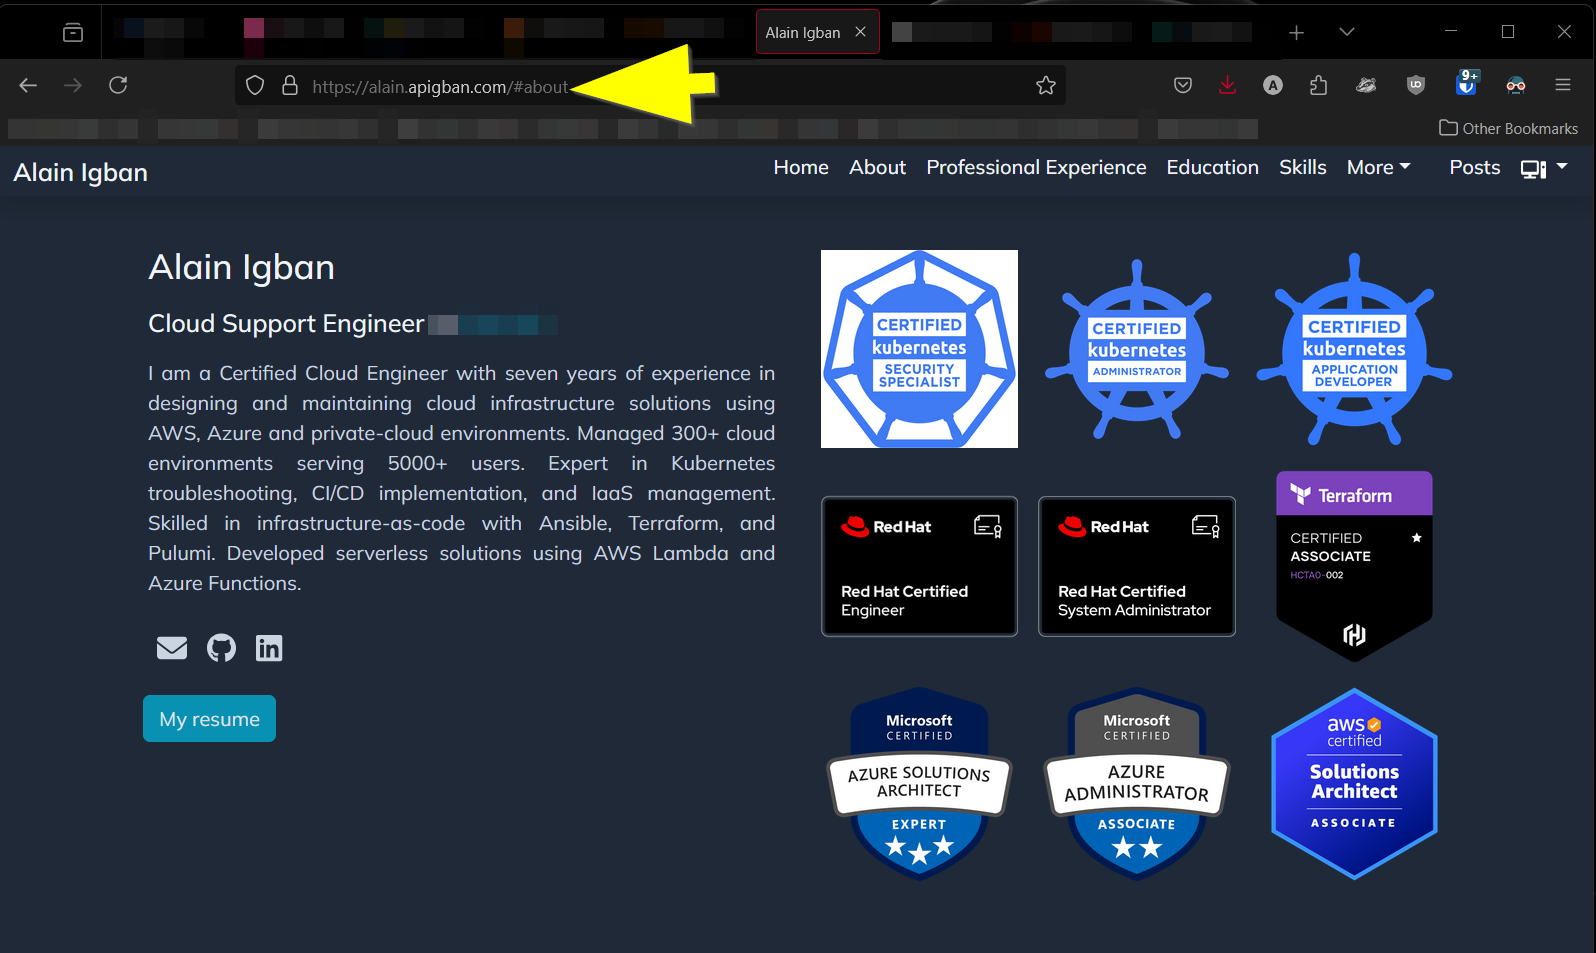 Alain Igban
https://alain.apigban.com/#about
A
uo
9+
Other Bookmarks
Alain Igban
Home About Professional Experience Education Skills More Posts
Alain Igban
Cloud Support Engineer
I am a Certified Cloud Engineer with seven years of experience in
designing and maintaining cloud infrastructure solutions using
AWS, Azure and private-cloud environments. Managed 300+ cloud
environments serving 5000+ users. Expert in Kubernetes
troubleshooting, CI/CD implementation, and IaaS management.
Skilled in infrastructure-as-code with Ansible, Terraform, and
Pulumi. Developed serverless solutions using AWS Lambda and
Azure Functions.
My resume
CERTIFIED
kubernetes
SECURITY
SPECIALIST
CERTIFIED
kubernetes
ADMINISTRATOR
CERTIFIED
kubernetes
APPLICATION
DEVELOPER
Red Hat
Red Hat Certified
Engineer
Red Hat
Red Hat Certified
System Administrator
Terraform
CERTIFIED
ASSOCIATE
HCTA0-002
Microsoft
CERTIFIED
AZURE SOLUTIONS
ARCHITECT
EXPERT
Microsoft
CERTIFIED
AZURE
ADMINISTRATOR
ASSOCIATE
aws
certified
Solutions
Architect
ASSOCIATE